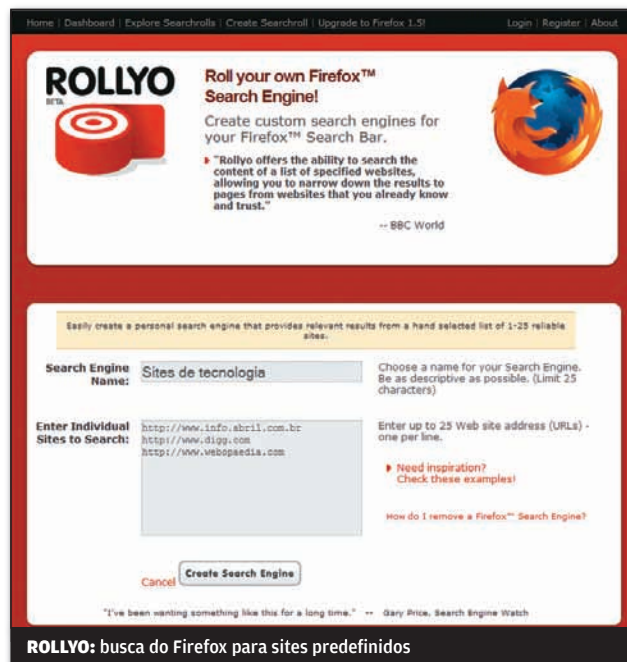 Home | Dashboard | Explore Searchrolls | Create Searchroll | Upgrade to Firefox 1.5!
Login | Register | About
ROLLYO
BETA
Roll your own Firefox™
Search Engine!
Create custom search engines for
your Firefox™ Search Bar.
"Rollyo offers the ability to search the
content of a list of specified websites,
allowing you to narrow down the results to
pages from websites that you already know
and trust."
-- BBC World
Easily create a personal search engine that provides relevant results from a hand selected list of 1-25 reliable
sites.
Search Engine
Name:
Sites de tecnologia
Choose a name for your Search Engine.
Be as descriptive as possible. (Limit 25
characters)
Enter Individual
Sites to Search:
http://www.info.abril.com.br
http://www.digg.com
http://www.webopaedia.com
Enter up to 25 Web site address (URLs) -
one per line.
Need inspiration?
Check these examples!
How do I remove a Firefox™ Search Engine?
Cancel
Create Search Engine
"I've been wanting something like this for a long time." -- Gary Price, Search Engine Watch
ROLLYO: busca do Firefox para sites predefinidos